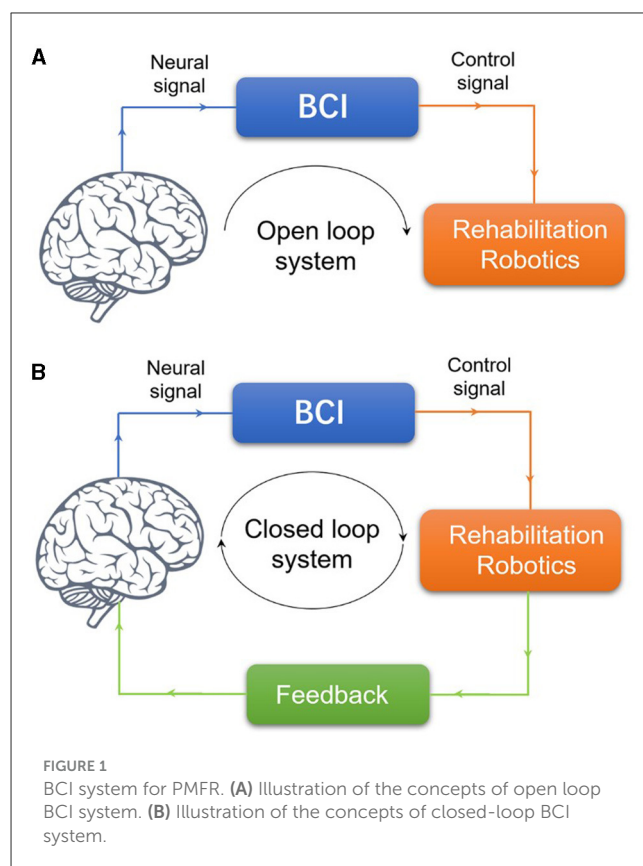 A
Neural
signal
BCI
Control
signal
Open loop
system
Rehabilitation
Robotics
B
Neural
signal
BCI
Control
signal
Closed loop
system
Rehabilitation
Robotics
Feedback
FIGURE 1
BCI system for PMFR. (A) Illustration of the concepts of open loop
BCI system. (B) Illustration of the concepts of closed-loop BCI
system.